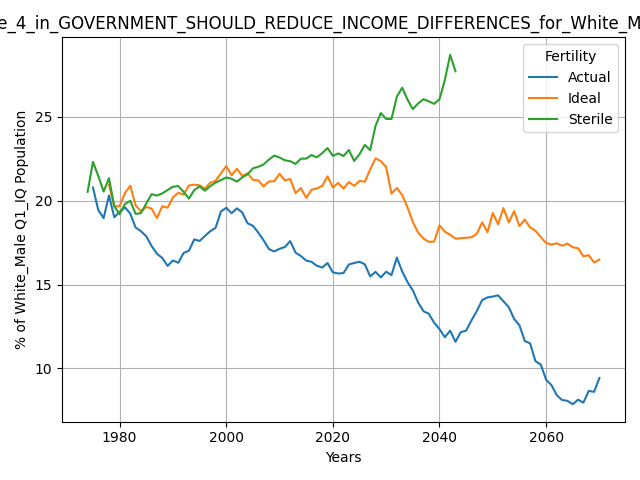 e_4_in_GOVERNMENT_SHOULD_REDUCE_INCOME_DIFFERENCES_for_White_M
Fertility
Actual
Ideal
Sterile
% of White_Male Q1_IQ Population
25
20
15
10
1980
2000
2020
2040
2060
Years